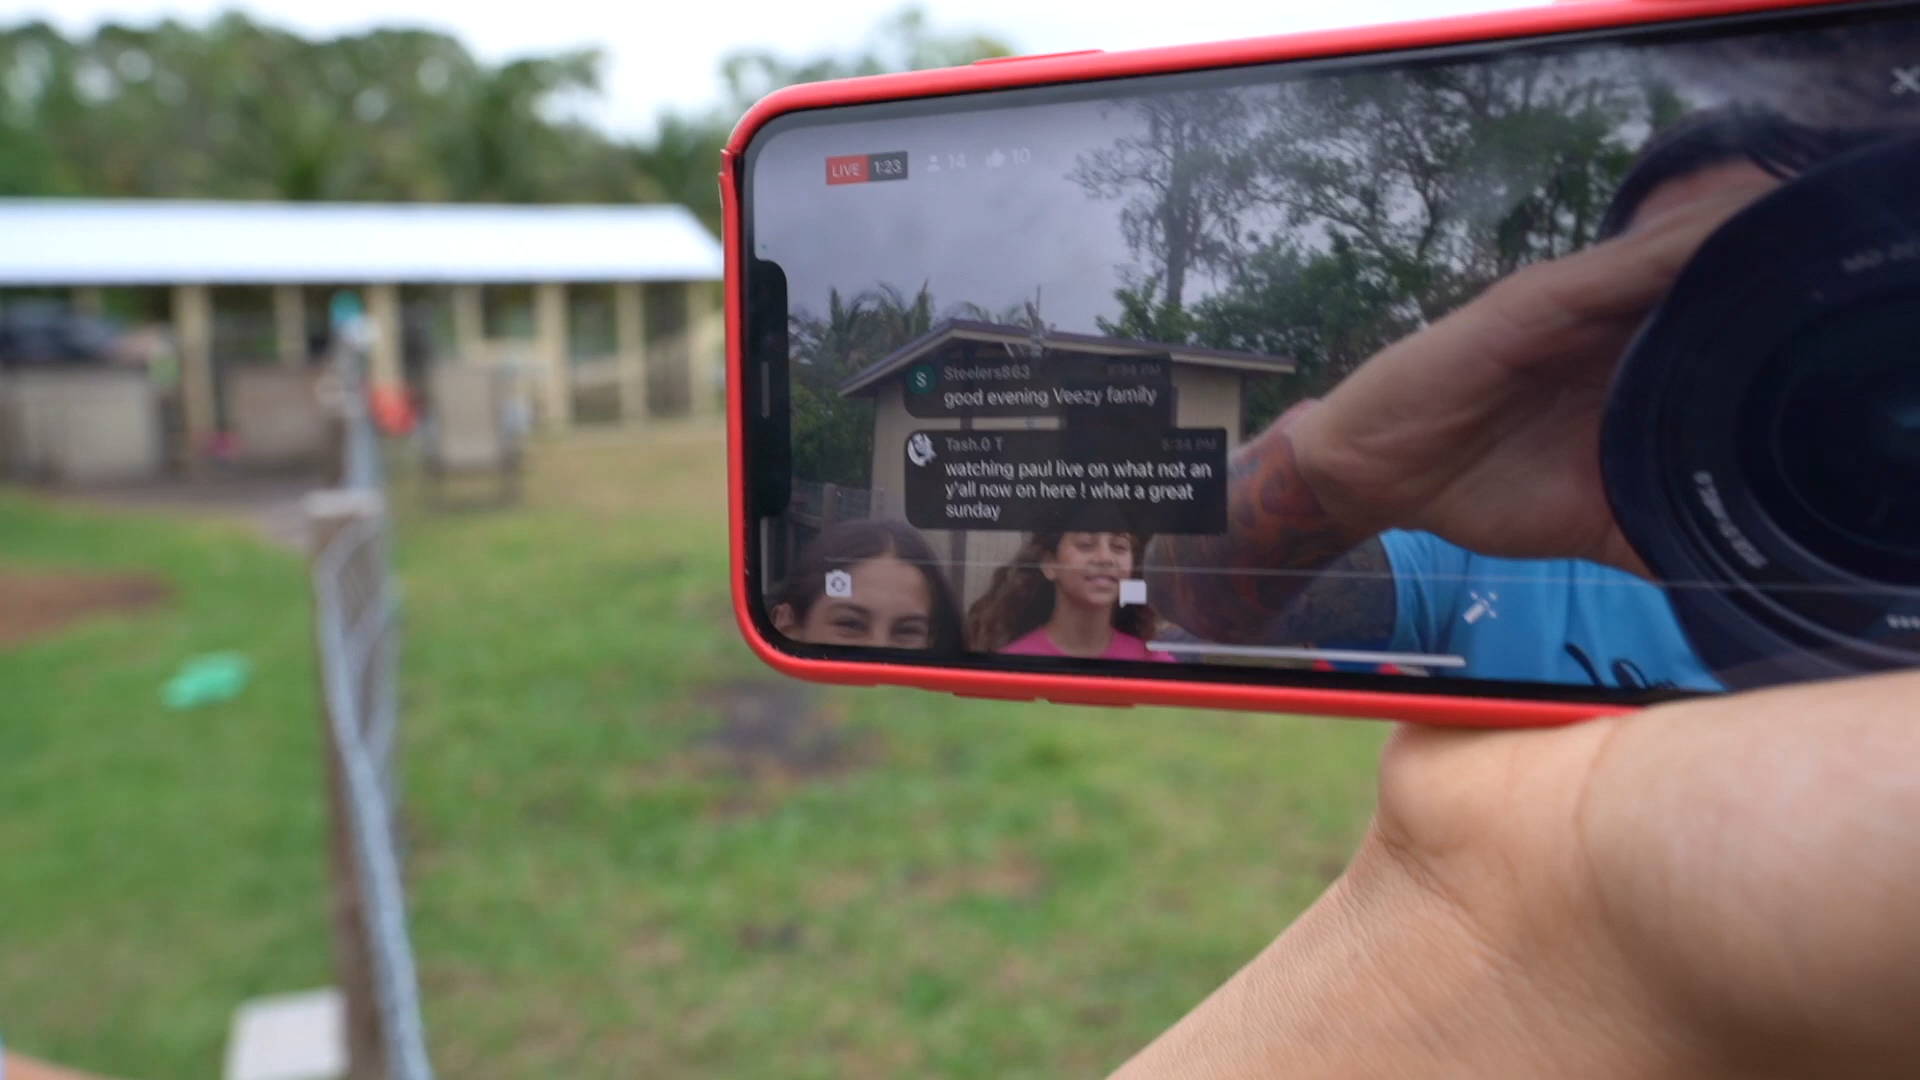 LIVE 1:23 14 10
Steelers863
good evening Veezy family
Tash.0 T 5:34 PM
watching paul live on what not an
y'all now on here ! what a great
sunday